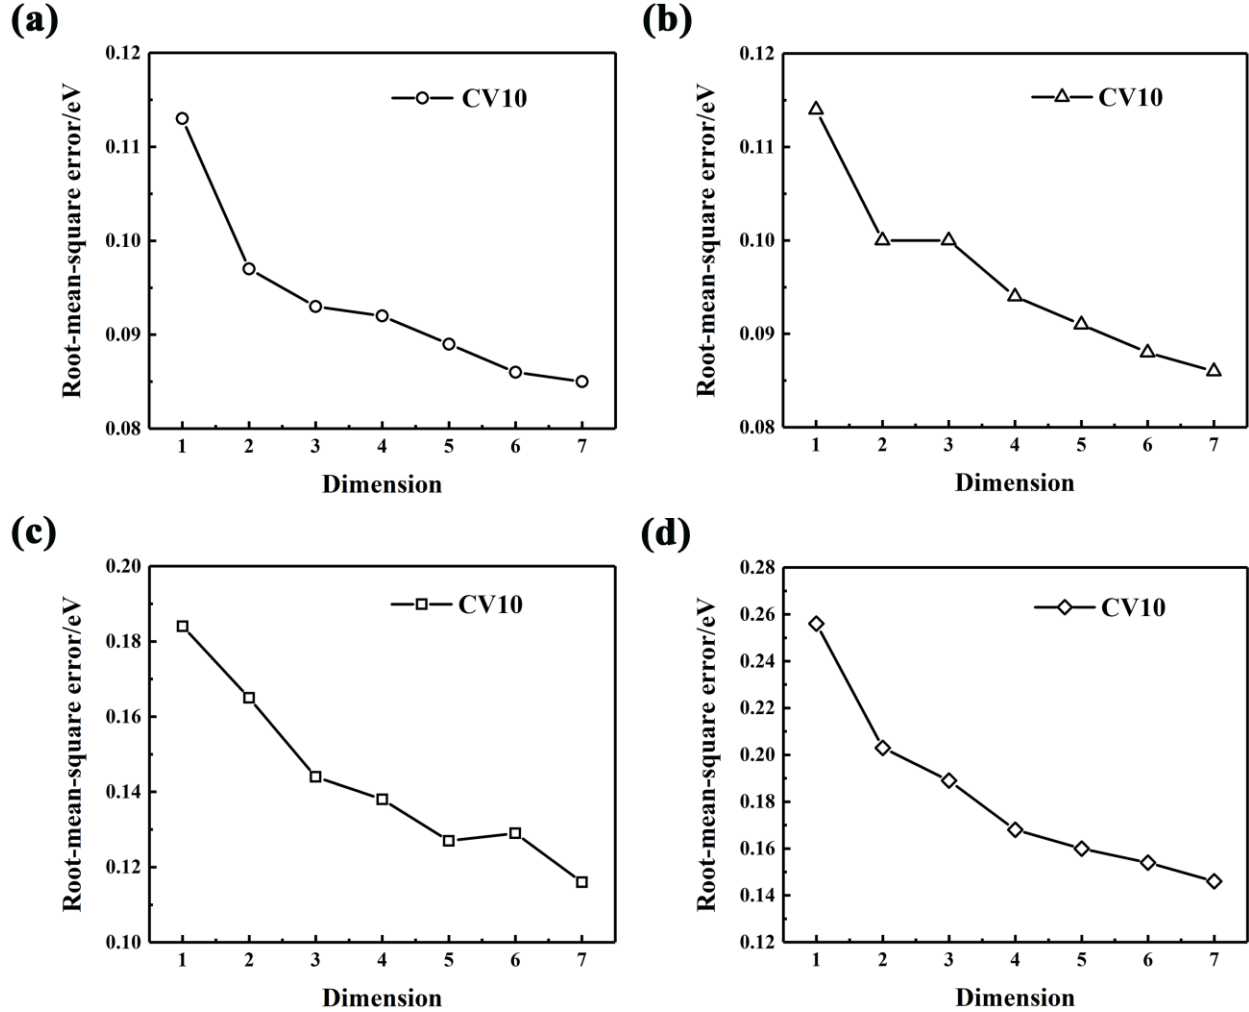 (a)
Root-mean-square error/eV
0.12
0.11
0.10
0.09
0.08
CV10
1 2 3 4 5 6 7
Dimension
(b)
Root-mean-square error/eV
0.12
0.11
0.10
0.09
0.08
CV10
1 2 3 4 5 6 7
Dimension
(c)
Root-mean-square error/eV
0.20
0.18
0.16
0.14
0.12
0.10
CV10
1 2 3 4 5 6 7
Dimension
(d)
Root-mean-square error/eV
0.28
0.26
0.24
0.22
0.20
0.18
0.16
0.14
0.12
CV10
1 2 3 4 5 6 7
Dimension